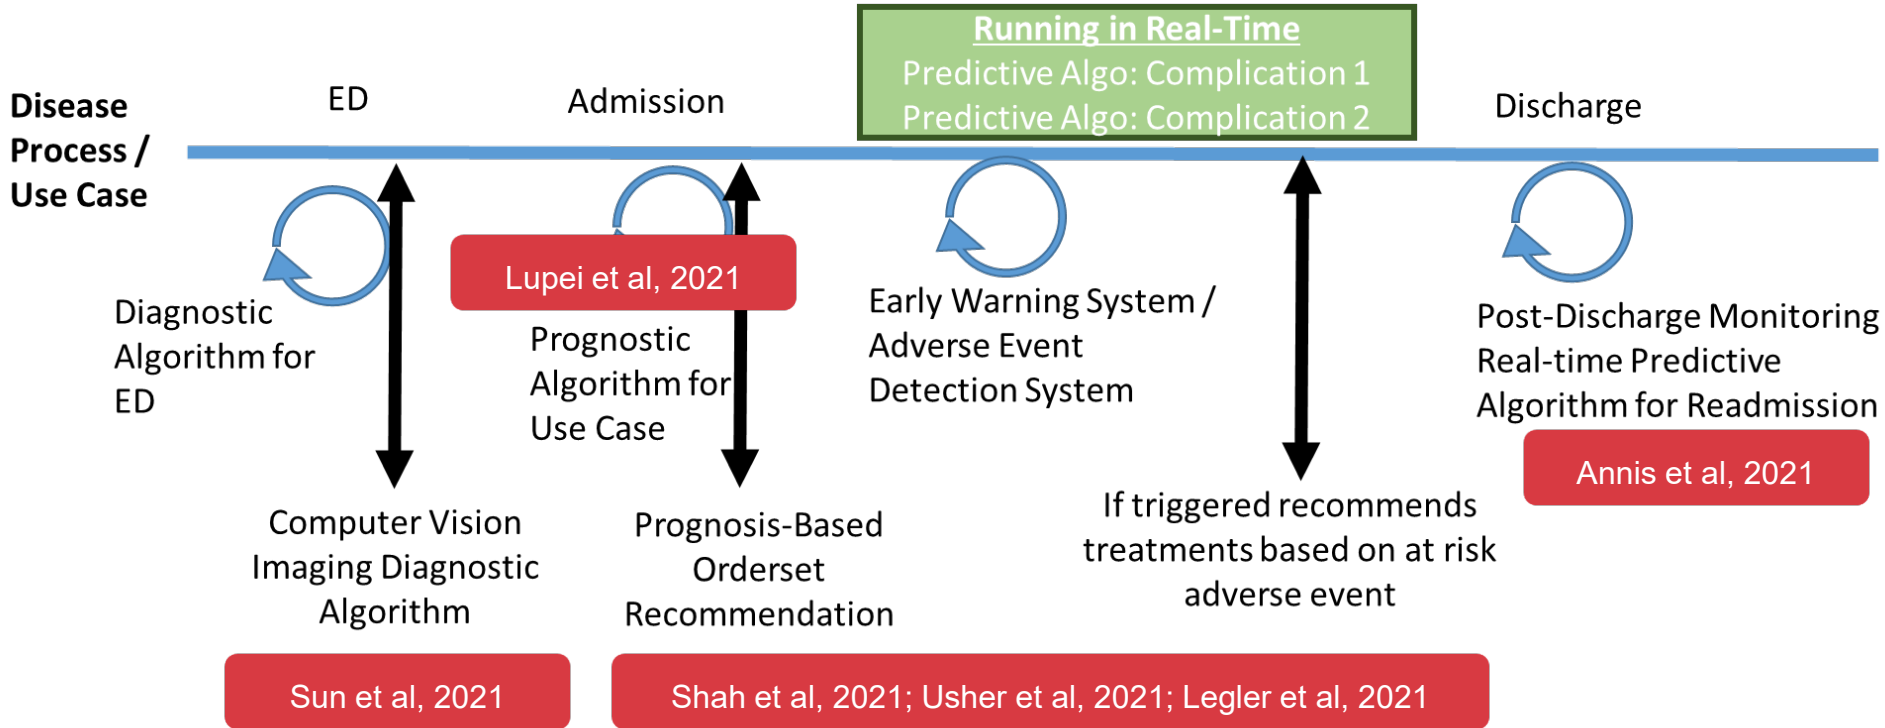 Disease
Process /
Use Case
ED
Admission
Running in Real-Time
Predictive Algo: Complication 1
Predictive Algo: Complication 2
Discharge
Diagnostic
Algorithm for
ED
Lupei et al, 2021
Prognostic
Algorithm for
Use Case
Early Warning System /
Adverse Event
Detection System
Post-Discharge Monitoring
Real-time Predictive
Algorithm for Readmission
Annis et al, 2021
Computer Vision
Imaging Diagnostic
Algorithm
Prognosis-Based
Orderset
Recommendation
If triggered recommends
treatments based on at risk
adverse event
Sun et al, 2021
Shah et al, 2021; Usher et al, 2021; Legler et al, 2021